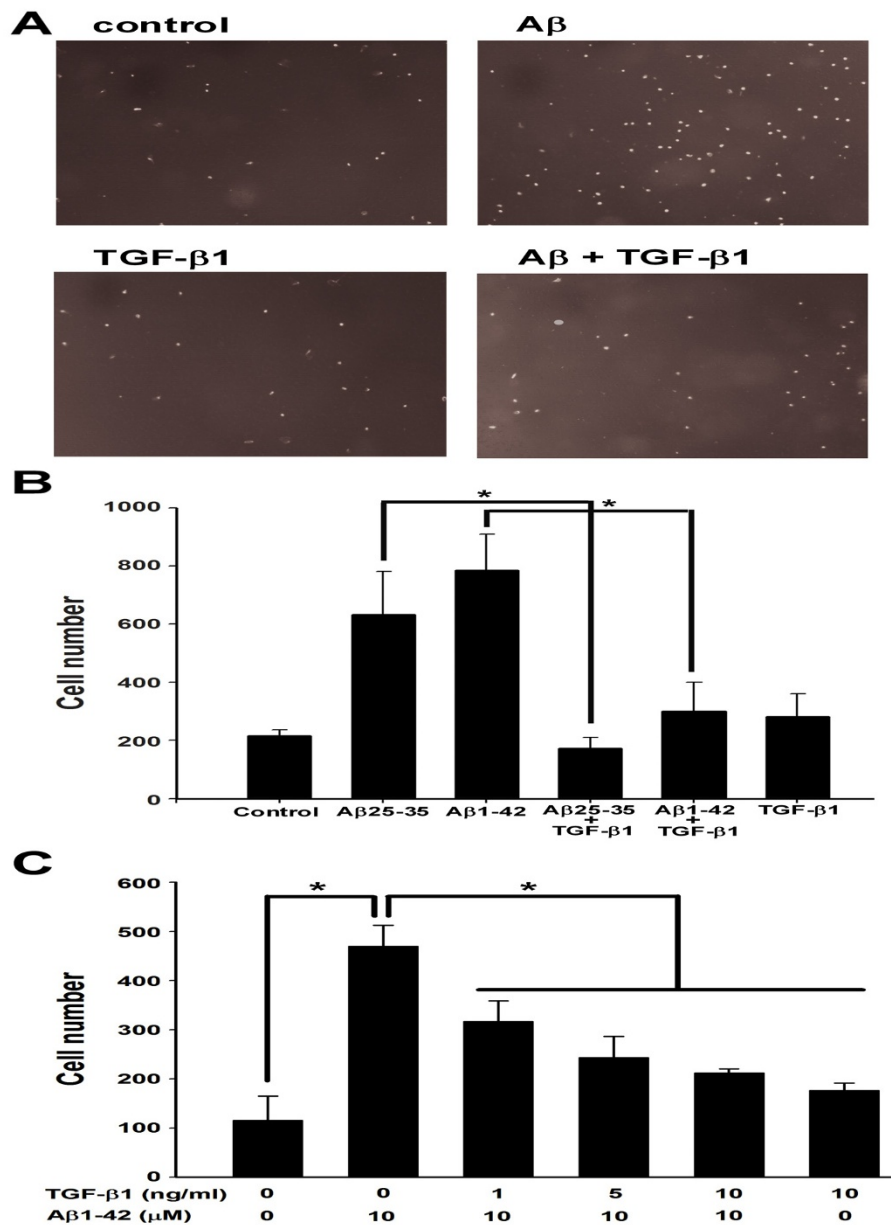 A
control
Aβ
TGF-β1
Aβ + TGF-β1
B
Cell number
1000
800
600
400
200
0
*
*
Control
Aβ25-35
Aβ1-42
Aβ25-35
+
TGF-β1
Aβ1-42
+
TGF-β1
TGF-β1
C
Cell number
600
500
400
300
200
100
0
*
*
TGF-β1 (ng/ml) 0 0 1 5 10 10
Aβ1-42 (μM) 0 10 10 10 10 0